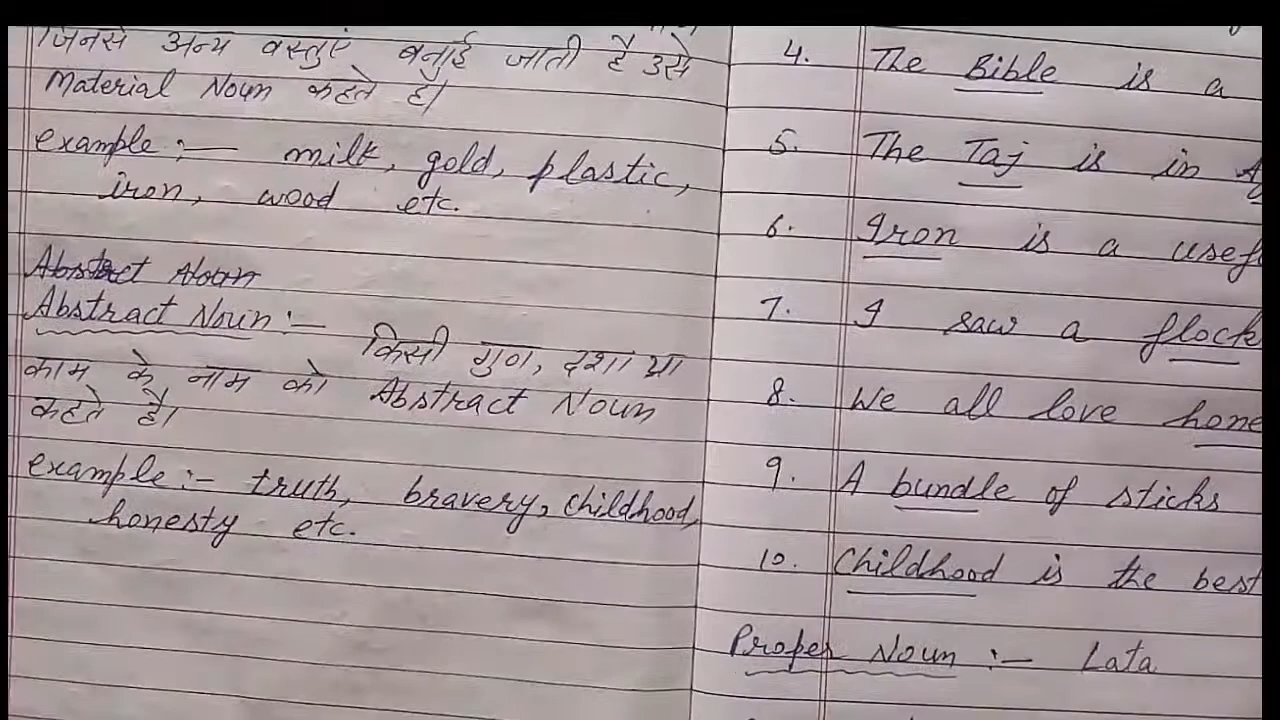 जिनसे अन्य वस्तुएं बनाई जाती है उसे
Material Noun कहते है।
example :— milk, gold, plastic,
iron, wood etc.
Abstract Noun
Abstract Noun :— किसी गुण, दशा या
काम के नाम को Abstract Noun
कहते है।
example :- truth, bravery, childhood,
honesty etc.
4. The Bible is a
5. The Taj is in
6. Iron is a usef
7. I saw a flock
8. We all love hone
9. A bundle of sticks
10. Childhood is the best
Proper Noun :— Lata